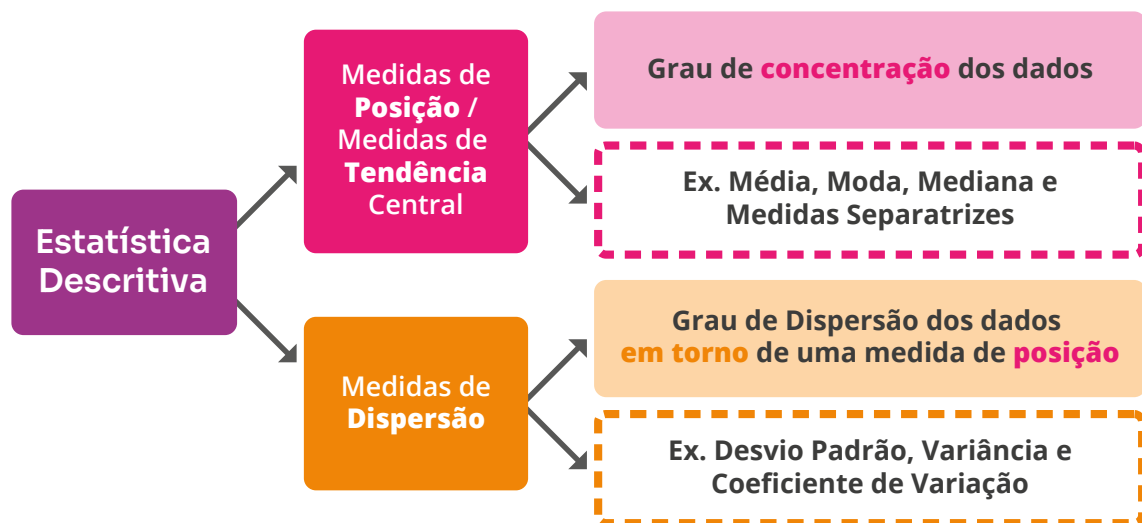 Estatística
Descritiva
Medidas de
Posição /
Medidas de
Tendência
Central
Grau de concentração dos dados
Ex. Média, Moda, Mediana e
Medidas Separatrizes
Medidas de
Dispersão
Grau de Dispersão dos dados
em torno de uma medida de posição
Ex. Desvio Padrão, Variância e
Coeficiente de Variação